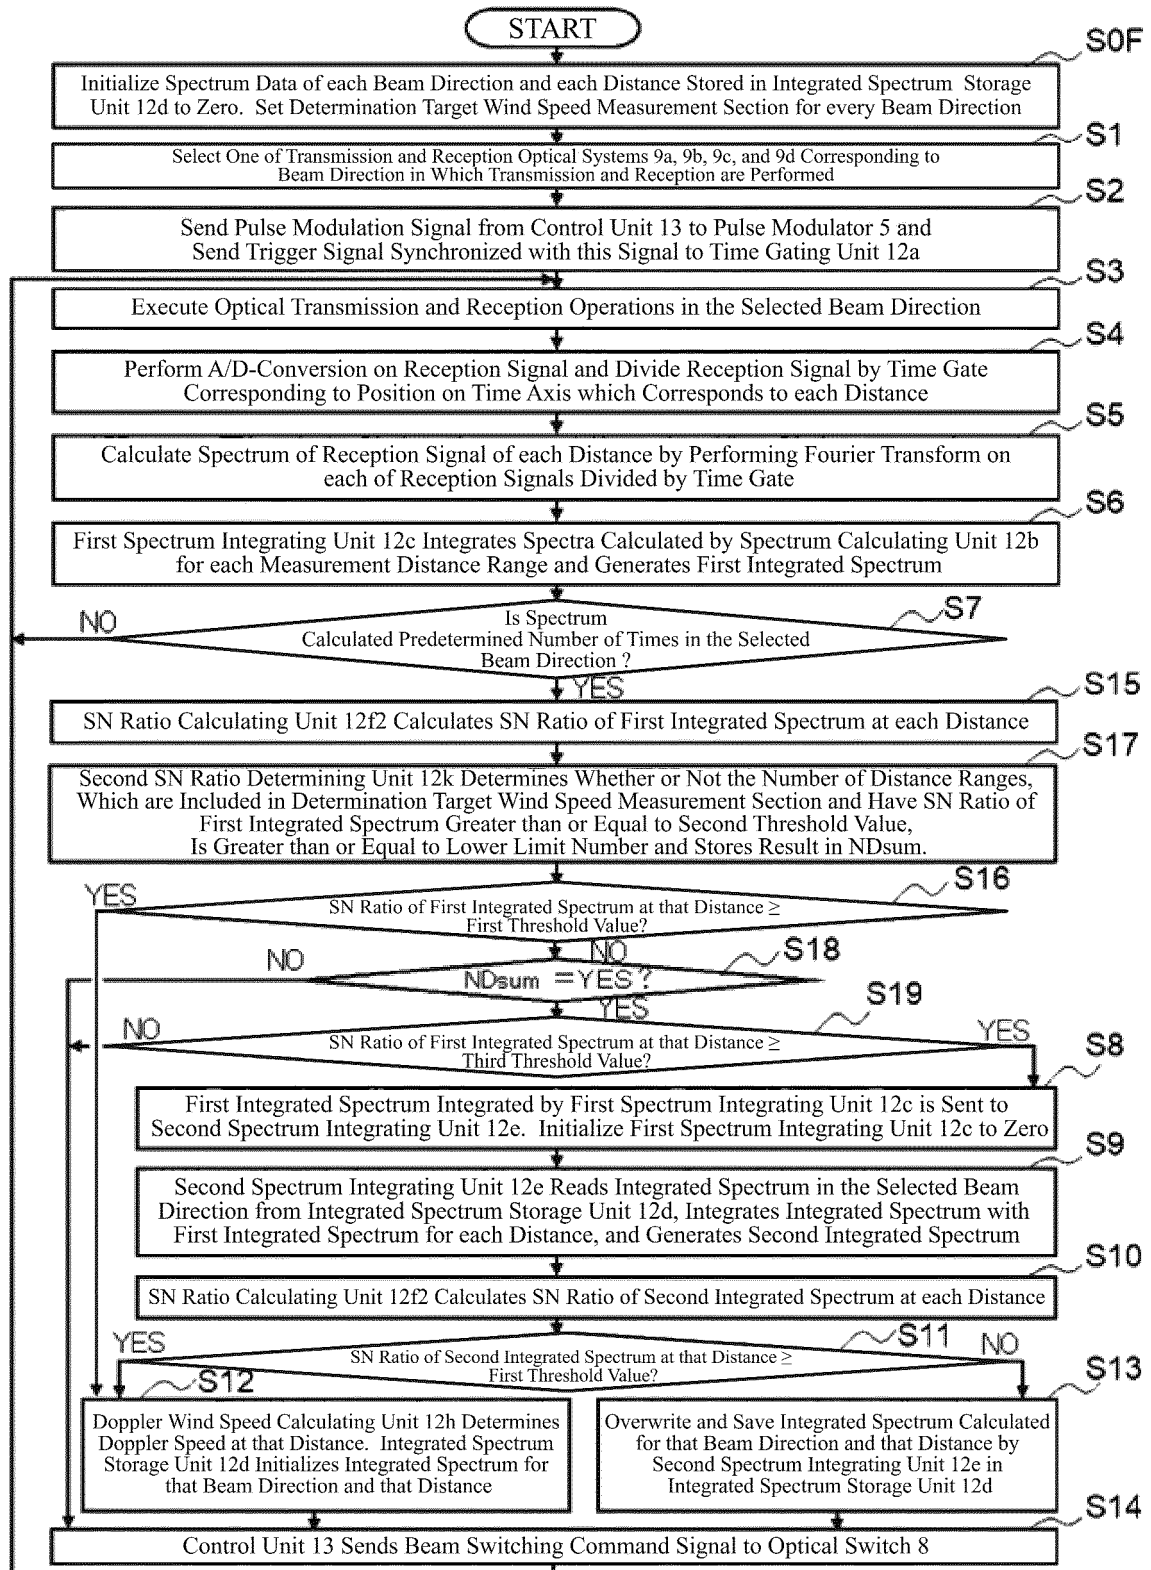 START
S0F
Initialize Spectrum Data of each Beam Direction and each Distance Stored in Integrated Spectrum Storage
Unit 12d to Zero. Set Determination Target Wind Speed Measurement Section for every Beam Direction
S1
Select One of Transmission and Reception Optical Systems 9a, 9b, 9c, and 9d Corresponding to
Beam Direction in Which Transmission and Reception are Performed
S2
Send Pulse Modulation Signal from Control Unit 13 to Pulse Modulator 5 and
Send Trigger Signal Synchronized with this Signal to Time Gating Unit 12a
S3
Execute Optical Transmission and Reception Operations in the Selected Beam Direction
S4
Perform A/D-Conversion on Reception Signal and Divide Reception Signal by Time Gate
Corresponding to Position on Time Axis which Corresponds to each Distance
S5
Calculate Spectrum of Reception Signal of each Distance by Performing Fourier Transform on
each of Reception Signals Divided by Time Gate
S6
First Spectrum Integrating Unit 12c Integrates Spectra Calculated by Spectrum Calculating Unit 12b
for each Measurement Distance Range and Generates First Integrated Spectrum
S7
NO
Is Spectrum
Calculated Predetermined Number of Times in the Selected
Beam Direction ?
YES
S15
SN Ratio Calculating Unit 12f2 Calculates SN Ratio of First Integrated Spectrum at each Distance
S17
Second SN Ratio Determining Unit 12k Determines Whether or Not the Number of Distance Ranges,
Which are Included in Determination Target Wind Speed Measurement Section and Have SN Ratio of
First Integrated Spectrum Greater than or Equal to Second Threshold Value,
Is Greater than or Equal to Lower Limit Number and Stores Result in NDsum.
S16
YES
SN Ratio of First Integrated Spectrum at that Distance ≥
First Threshold Value?
NO
S18
NO
NDsum =YES?
YES
S19
NO
SN Ratio of First Integrated Spectrum at that Distance ≥
Third Threshold Value?
YES
S8
First Integrated Spectrum Integrated by First Spectrum Integrating Unit 12c is Sent to
Second Spectrum Integrating Unit 12e. Initialize First Spectrum Integrating Unit 12c to Zero
S9
Second Spectrum Integrating Unit 12e Reads Integrated Spectrum in the Selected Beam
Direction from Integrated Spectrum Storage Unit 12d, Integrates Integrated Spectrum with
First Integrated Spectrum for each Distance, and Generates Second Integrated Spectrum
S10
SN Ratio Calculating Unit 12f2 Calculates SN Ratio of Second Integrated Spectrum at each Distance
S11
YES
SN Ratio of Second Integrated Spectrum at that Distance ≥
First Threshold Value?
NO
S12
Doppler Wind Speed Calculating Unit 12h Determines
Doppler Speed at that Distance. Integrated Spectrum
Storage Unit 12d Initializes Integrated Spectrum for
that Beam Direction and that Distance
S13
Overwrite and Save Integrated Spectrum Calculated
for that Beam Direction and that Distance by
Second Spectrum Integrating Unit 12e in
Integrated Spectrum Storage Unit 12d
S14
Control Unit 13 Sends Beam Switching Command Signal to Optical Switch 8